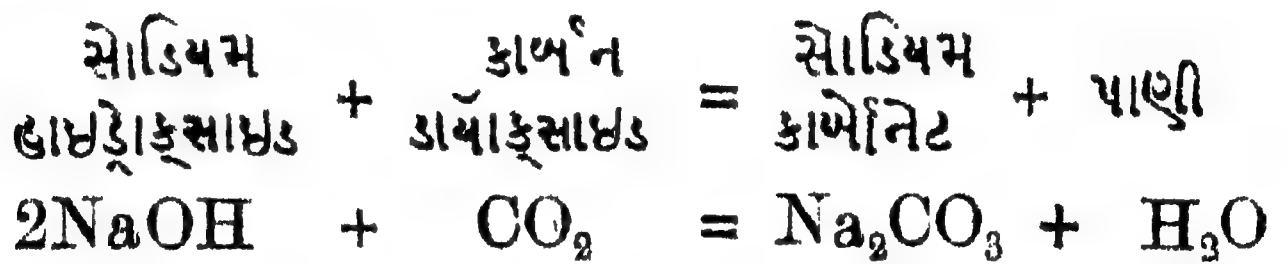 સોડિયમ + કાર્બન = સોડિયમ + પાણી
હાઇડ્રોક્સાઇડ ડાયૉક્સાઇડ કાર્બોનેટ
2NaOH + CO₂ = Na₂CO₃ + H₃O